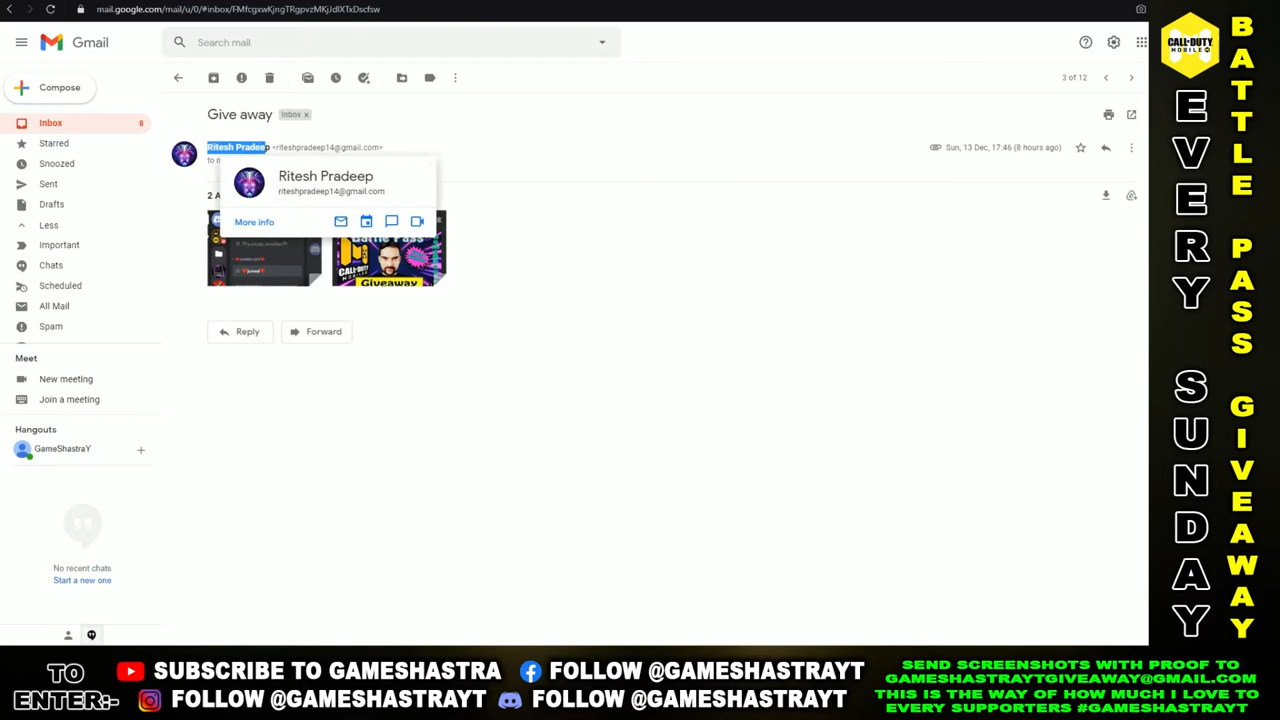 mail.google.com/mail/u/0/#inbox/FMfcgxwKjngTRgpvzMKjJdlXTxDscfsw
Gmail
Search mail
Compose
3 of 12
Give away
Inbox ×
Inbox 8
Starred
Snoozed
Sent
Drafts
Less
Important
Chats
Scheduled
All Mail
Spam
Ritesh Pradeep <riteshpradeep14@gmail.com>
Sun, 13 Dec, 17:46 (8 hours ago)
Ritesh Pradeep
riteshpradeep14@gmail.com
More info
2 A
joined
Battle Pass
CALL·DUTY
MOBILE
Giveaway
Reply
Forward
Meet
New meeting
Join a meeting
Hangouts
GameShastraY
No recent chats
Start a new one
CALL·DUTY
MOBILE
EVERY SUNDAY
BATTLE PASS GIVEAWAY
TO
ENTER:-
SUBSCRIBE TO GAMESHASTRA
FOLLOW @GAMESHASTRAYT
FOLLOW @GAMESHASTRAYT
FOLLOW @GAMESHASTRAYT
SEND SCREENSHOTS WITH PROOF TO
GAMESHASTRAYTGIVEAWAY@GMAIL.COM
THIS IS THE WAY OF HOW MUCH I LOVE TO
EVERY SUPPORTERS #GAMESHASTRAYT